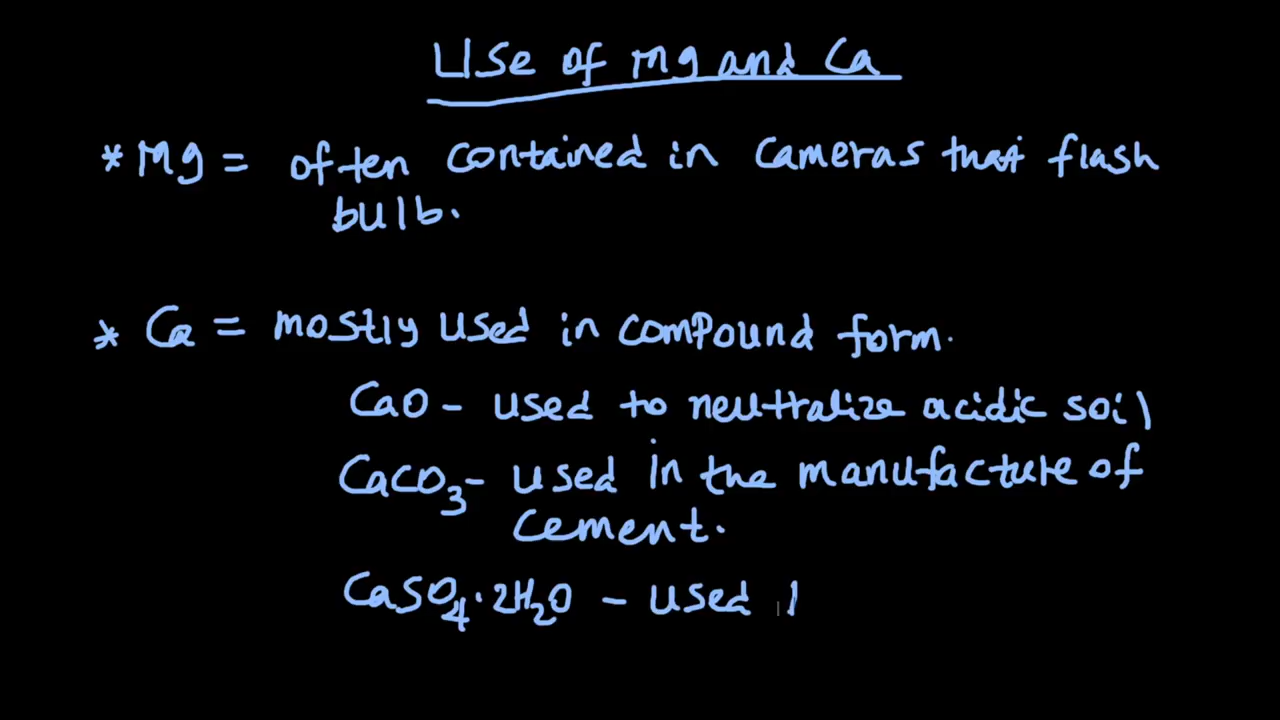 Use of Mg and Ca
* Mg = often contained in cameras that flash
bulb.
* Ca = mostly used in compound form.
CaO - used to neutralize acidic soil
CaCO3 - used in the manufacture of
cement.
CaSO4·2H2O - used